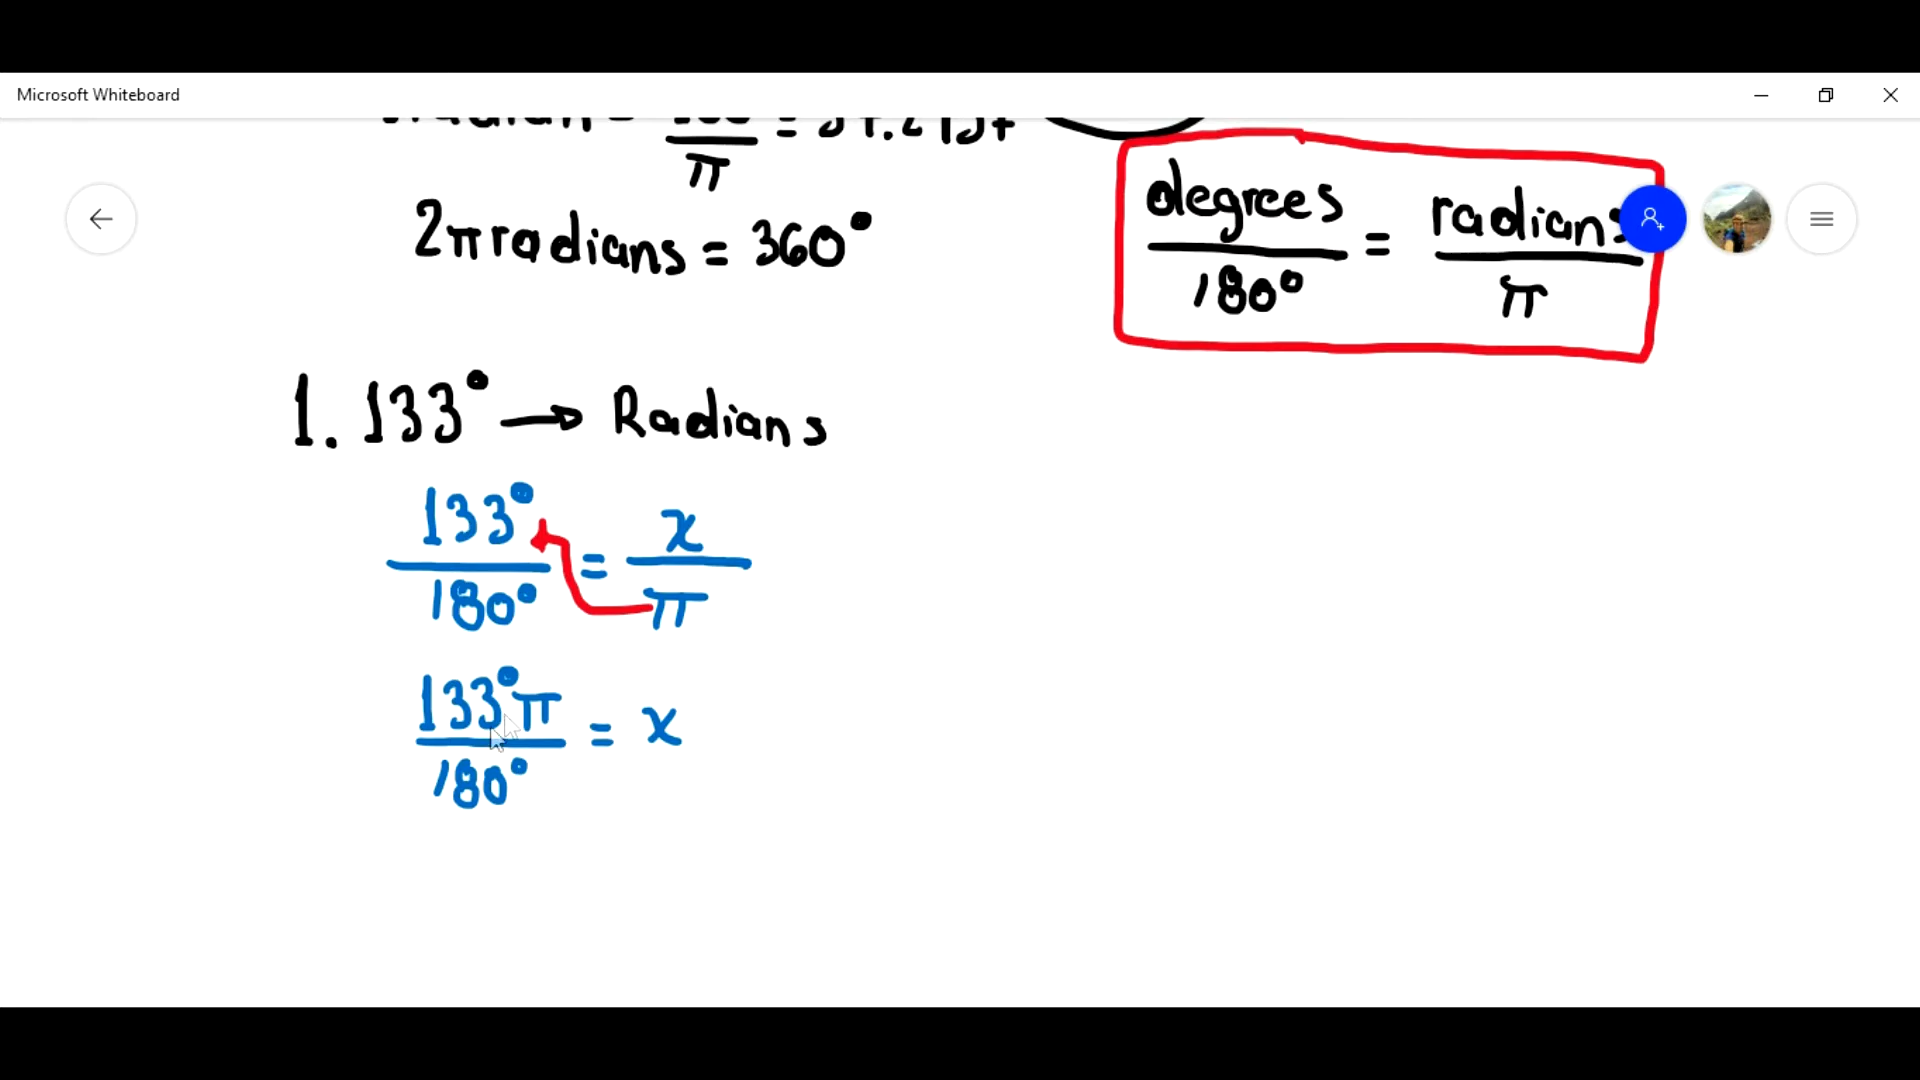 Microsoft Whiteboard
π
2π radians = 360°
degrees / 180° = radians / π
1. 133° → Radians
133° / 180° = x / π
133°π / 180° = x